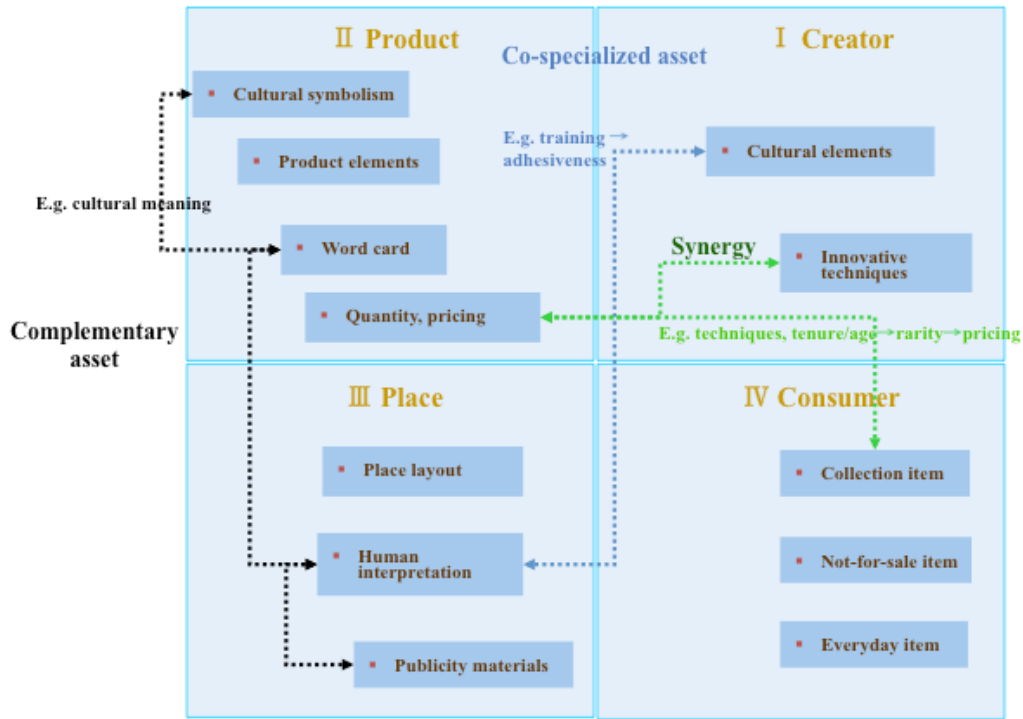 Ⅱ Product
Ⅰ Creator
Co-specialized asset
Cultural symbolism
E.g. training →
adhesiveness
Cultural elements
Product elements
E.g. cultural meaning
Word card
Synergy
Innovative
techniques
Quantity, pricing
E.g. techniques, tenure/age→rarity→pricing
Complementary
asset
Ⅲ Place
Ⅳ Consumer
Place layout
Collection item
Human
interpretation
Not-for-sale item
Publicity materials
Everyday item